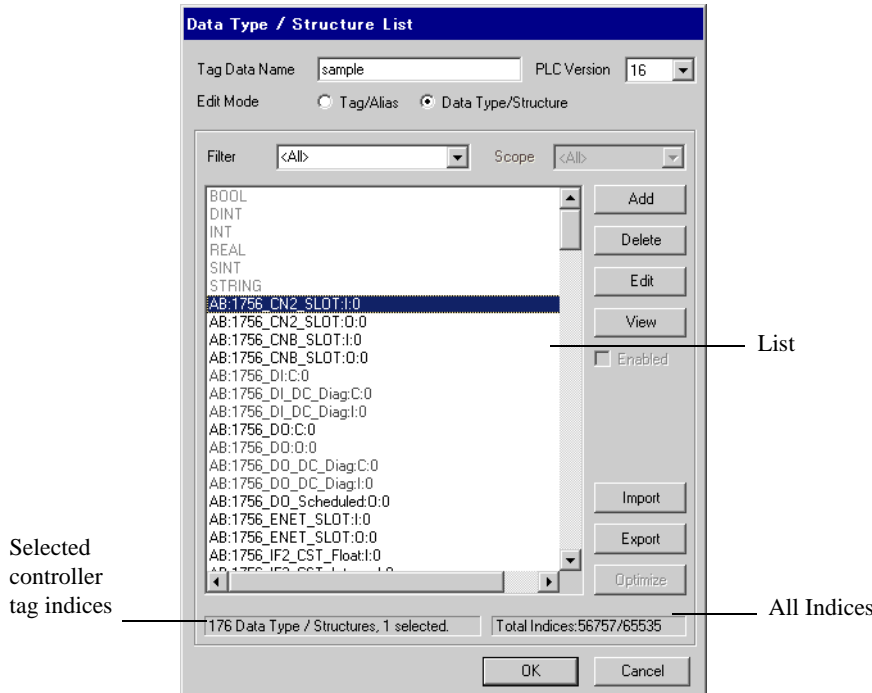 Data Type / Structure List
Tag Data Name sample PLC Version 16
Edit Mode Tag/Alias Data Type/Structure
Filter <All> Scope <All>
BOOL
DINT
INT
REAL
SINT
STRING
AB:1756_CN2_SLOT:I:0
AB:1756_CN2_SLOT:O:0
AB:1756_CNB_SLOT:I:0
AB:1756_CNB_SLOT:O:0
AB:1756_DI:C:0
AB:1756_DI_DC_Diag:C:0
AB:1756_DI_DC_Diag:I:0
AB:1756_DO:C:0
AB:1756_DO:O:0
AB:1756_DO_DC_Diag:C:0
AB:1756_DO_DC_Diag:I:0
AB:1756_DO_Scheduled:O:0
AB:1756_ENET_SLOT:I:0
AB:1756_ENET_SLOT:O:0
AB:1756_IF2_CST_Float:I:0
Add
Delete
Edit
View
Enabled
Import
Export
Optimize
List
Selected
controller
tag indices
176 Data Type / Structures, 1 selected. Total Indices:56757/65535
All Indices
OK Cancel